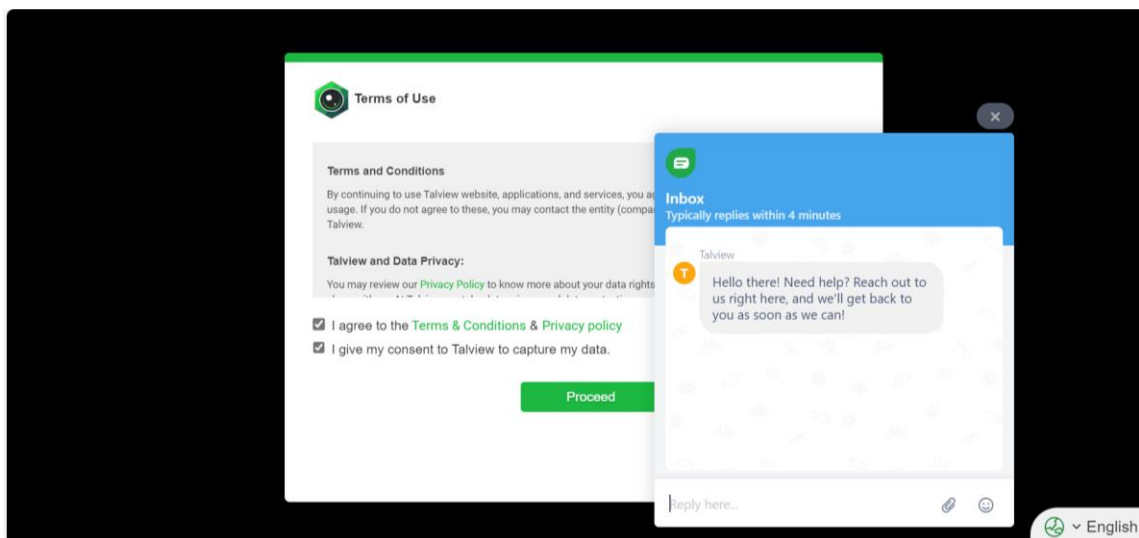 Terms of Use
Terms and Conditions
By continuing to use Talview website, applications, and services, you
usage. If you do not agree to these, you may contact the entity
Talview.
Talview and Data Privacy:
You may review our Privacy Policy to know more about your data rights
I agree to the Terms & Conditions & Privacy policy
I give my consent to Talview to capture my data.
Proceed
Inbox
Typically replies within 4 minutes
Talview
T
Hello there! Need help? Reach out to
us right here, and we'll get back to
you as soon as we can!
Reply here...
English